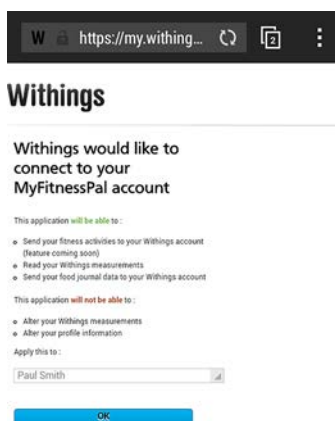 W https://my.withing... 2
Withings
Withings would like to
connect to your
MyFitnessPal account
This application will be able to :
Send your fitness activities to your Withings account
(feature coming soon)
Read your Withings measurements
Send your food journal data to your Withings account
This application will not be able to :
Alter your Withings measurements
Alter your profile information
Apply this to :
Paul Smith
OK